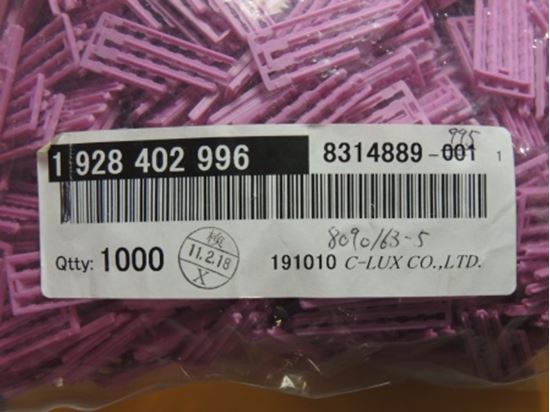 995
1 928 402 996 8314889-001 1
8090163-5
Qtty: 1000
検
11.2.18
X
191010 C-LUX CO.,LTD.